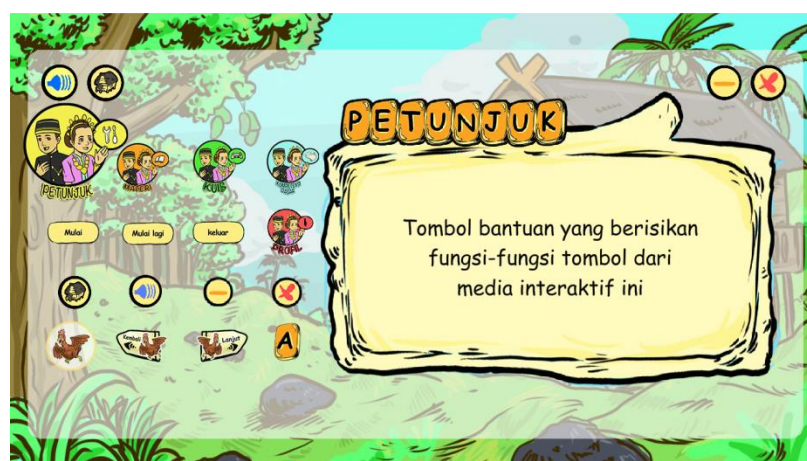 PETUNJUK
PETUNJUK
MATERI
KUIS
PROFIL
Mulai
Mulai lagi
keluar
Kembali
Lanjut
A
Tombol bantuan yang berisikan
fungsi-fungsi tombol dari
media interaktif ini